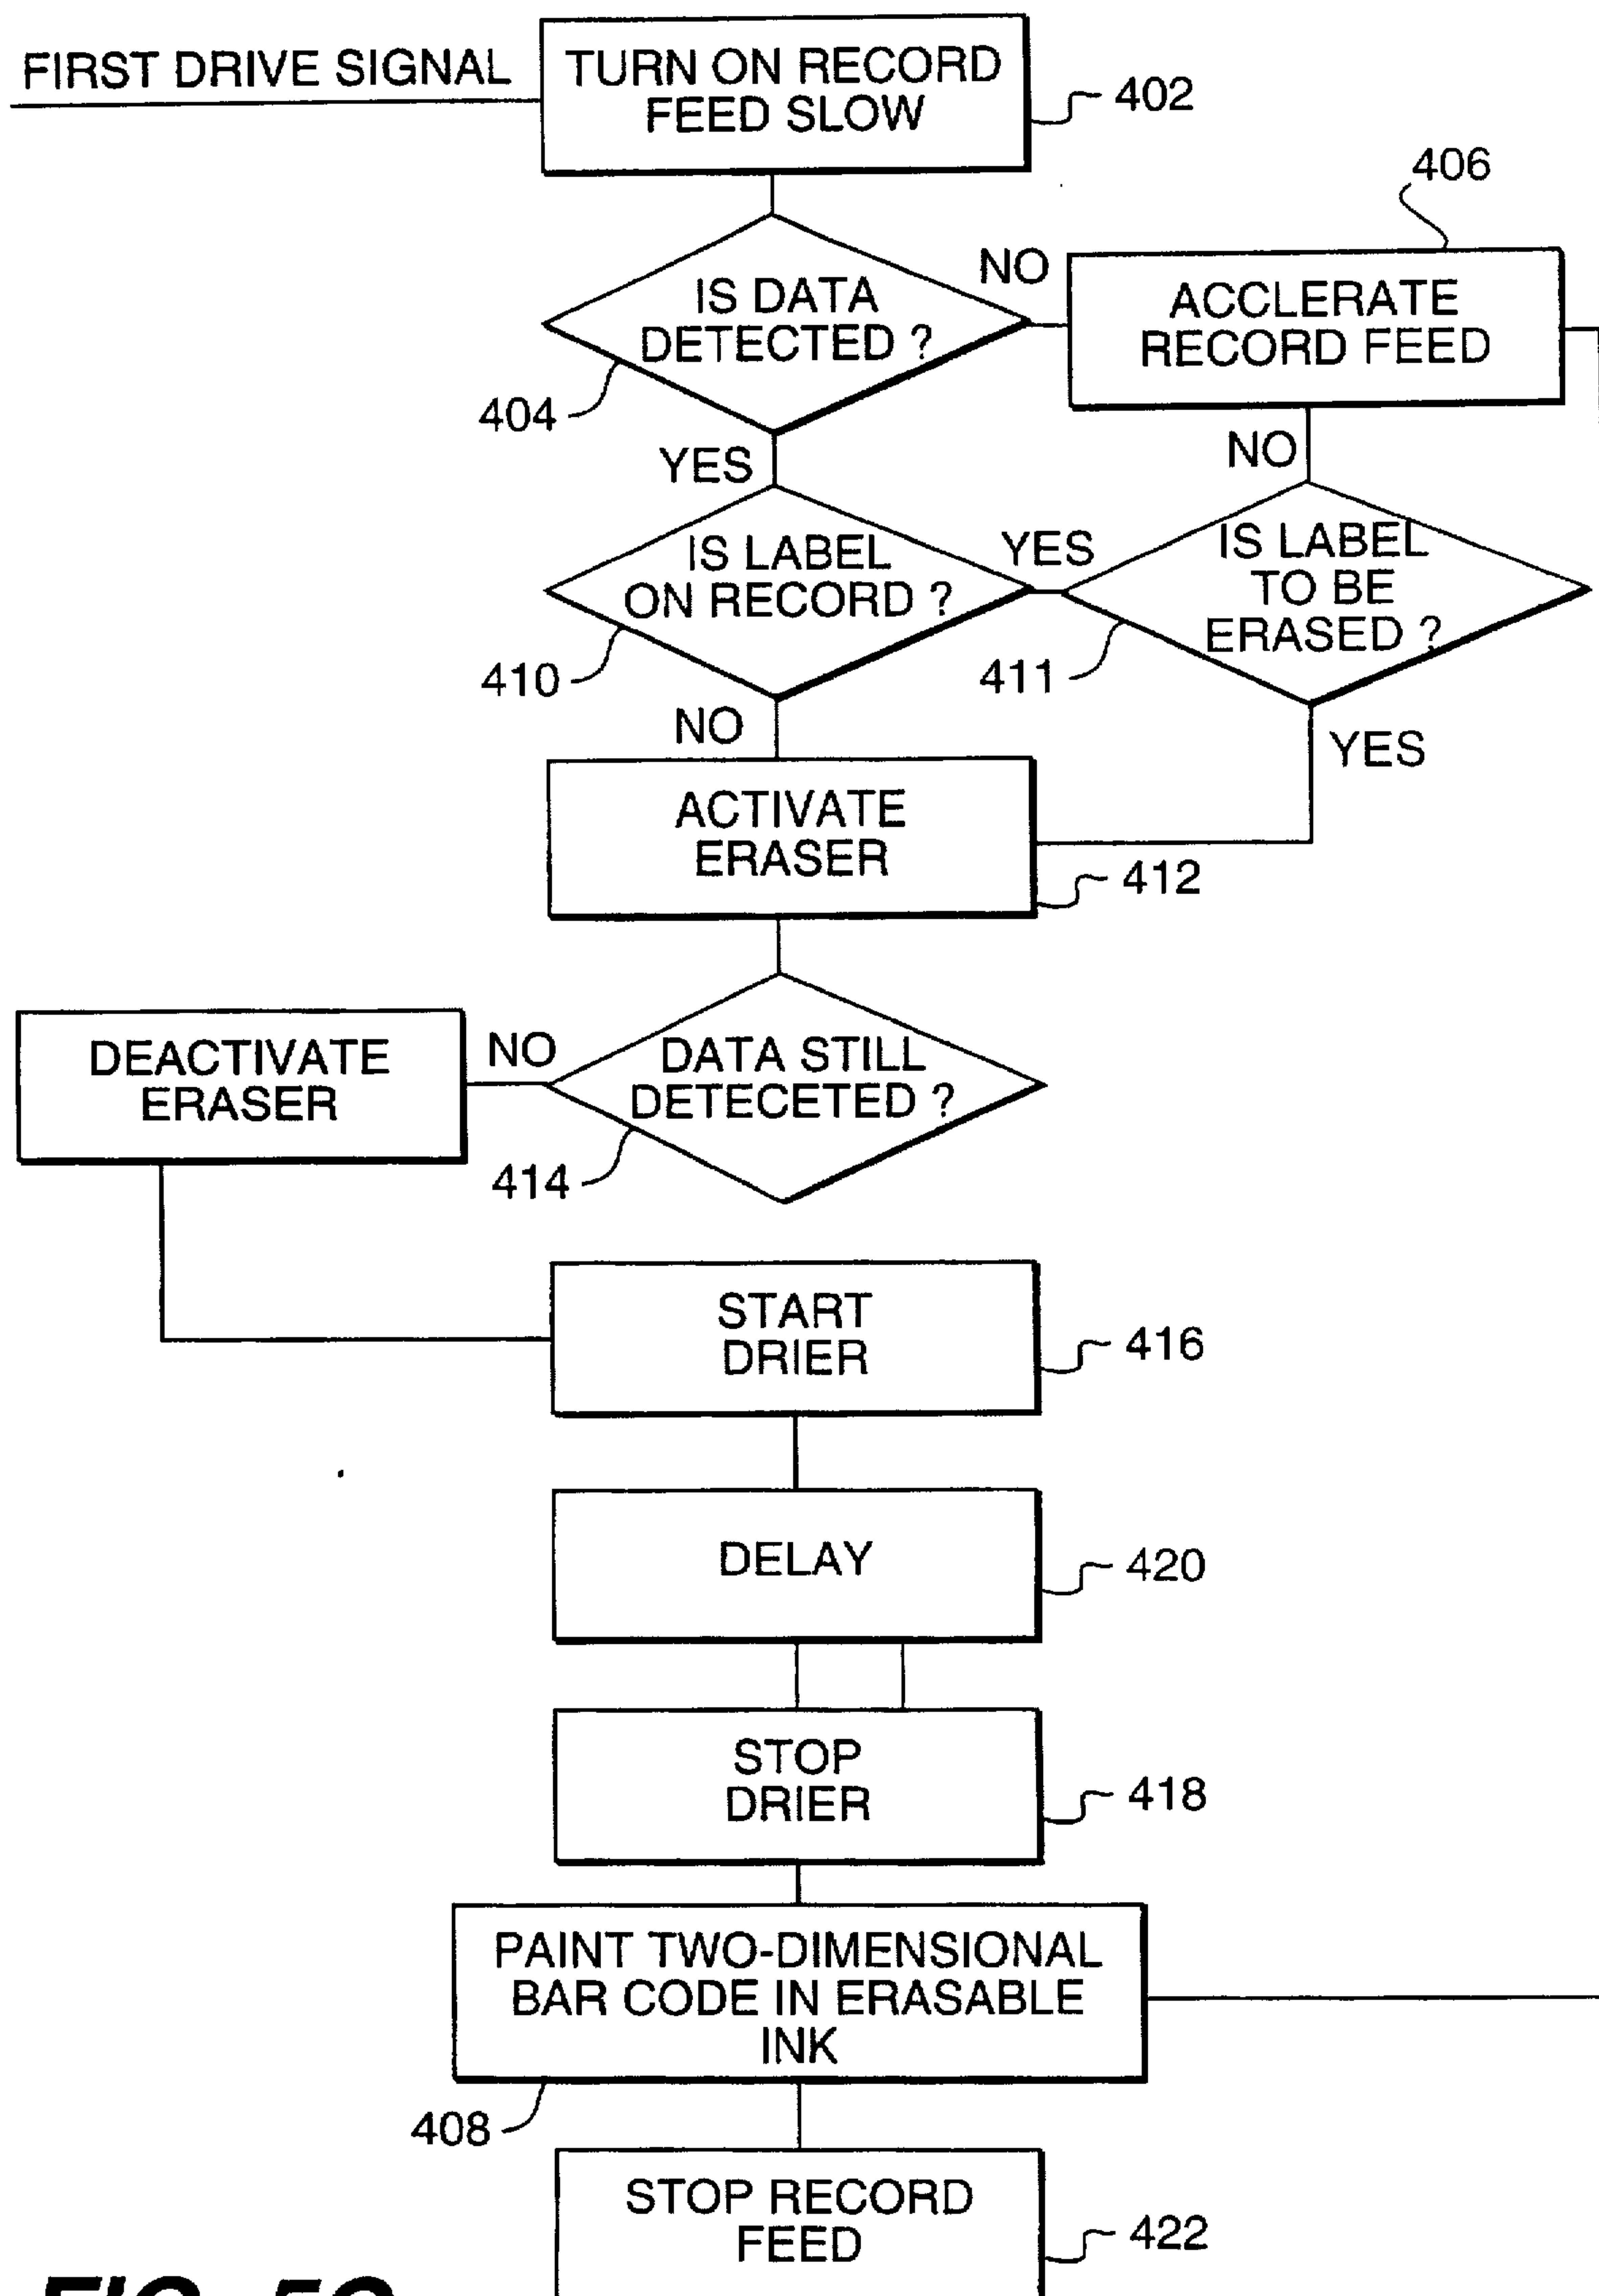 FIRST DRIVE SIGNAL
TURN ON RECORD
FEED SLOW
402
406
IS DATA
DETECTED ?
NO
404
ACCLERATE
RECORD FEED
YES
NO
IS LABEL
ON RECORD ?
YES
410
IS LABEL
TO BE
ERASED ?
411
NO
YES
ACTIVATE
ERASER
412
DEACTIVATE
ERASER
NO
DATA STILL
DETECETED ?
414
START
DRIER
416
DELAY
420
STOP
DRIER
418
PAINT TWO-DIMENSIONAL
BAR CODE IN ERASABLE
INK
408
STOP RECORD
FEED
422